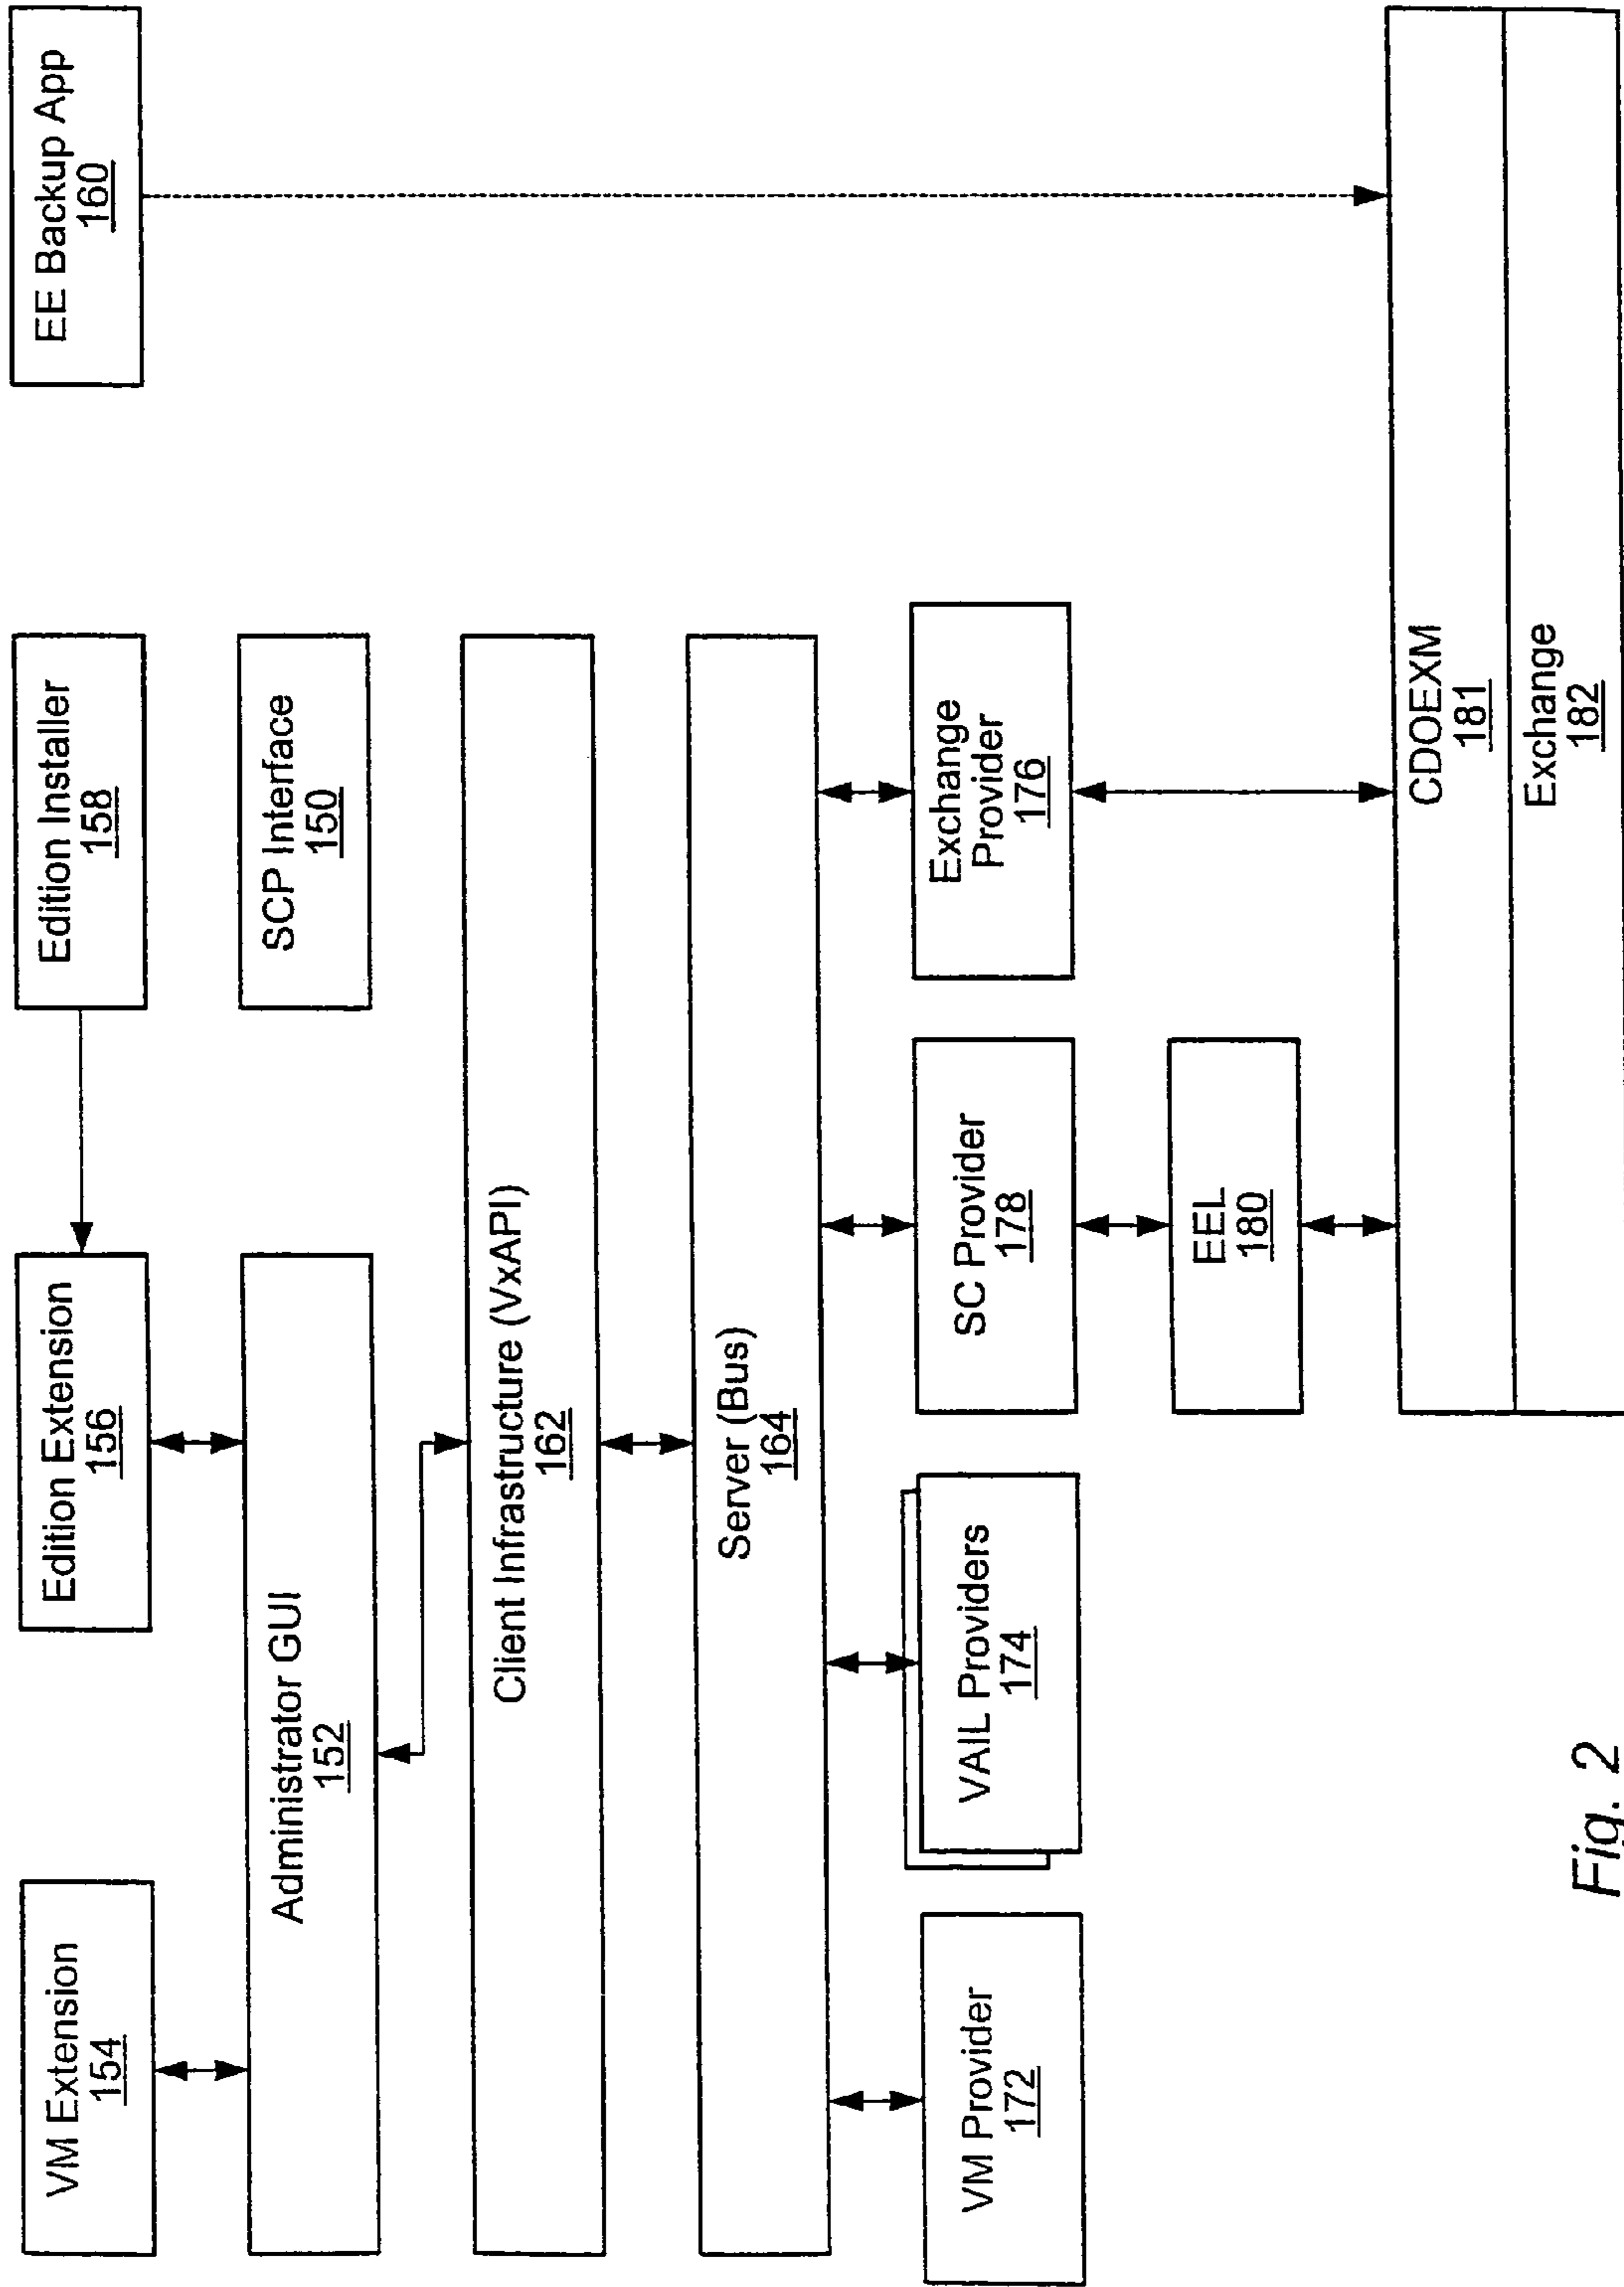 VM Extension
154
Edition Extension
156
Edition Installer
158
EE Backup App
160
Administrator GUI
152
SCP Interface
150
Client Infrastructure (VxAPI)
162
Server (Bus)
164
VM Provider
172
VAIL Providers
174
SC Provider
178
Exchange
Provider
176
EEL
180
CDOEXM
181
Exchange
182
Fig. 2